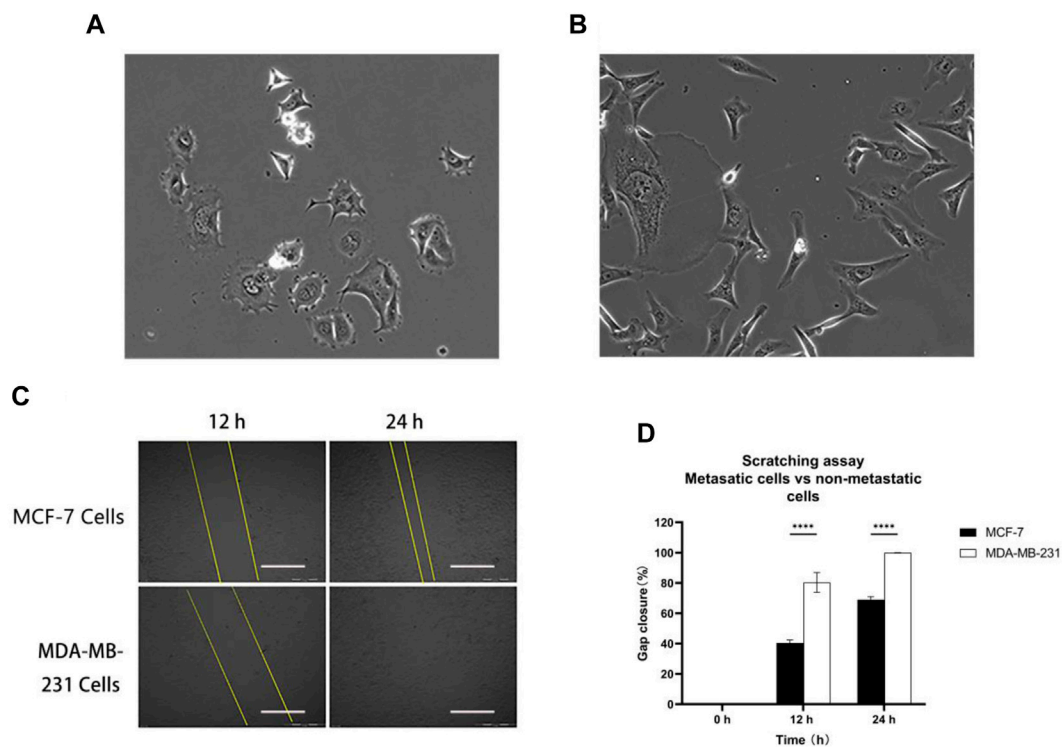 A
B
C
12 h
24 h
MCF-7 Cells
MDA-MB-
231 Cells
D
Scratching assay
Metasatic cells vs non-metastatic
cells
****
****
MCF-7
MDA-MB-231
Gap closure(%)
120
100
80
60
40
20
0
0 h
12 h
24 h
Time (h)